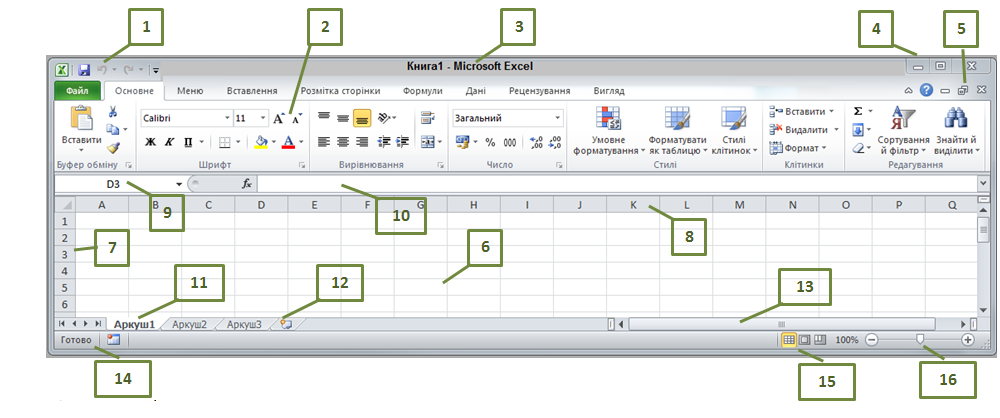 1
2
3
4
5
Книга1 - Microsoft Excel
Файл Основне Меню Вставлення Розмітка сторінки Формули Дані Рецензування Вигляд
Вставити
Calibri 11 A A
Ж К П A
Загальний
% 000
Умовне форматування
Форматувати як таблицю
Стилі клітинок
Вставити
Видалити
Формат
Σ
Сортування й фільтр
Знайти й виділити
Буфер обміну Шрифт Вирівнювання Число Стилі Клітинки Редагування
D3 fx
9
10
A B C D E F G H I J K L M N O P Q
8
1
2
3
4
5
6
7
6
11
12
13
Аркуш1 Аркуш2 Аркуш3
Готово 100%
14
15
16